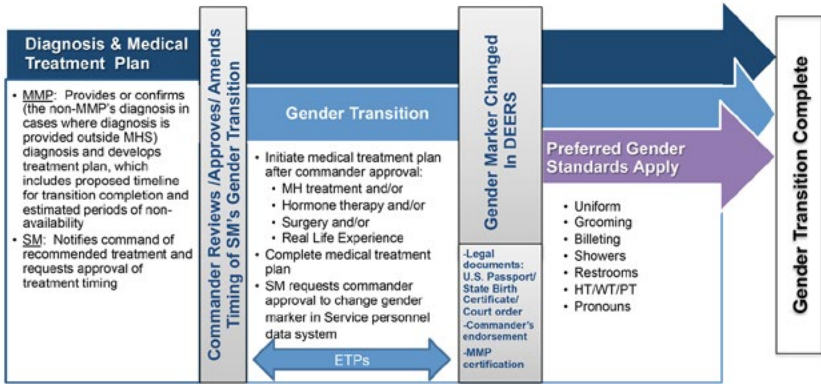 Diagnosis & Medical
Treatment Plan
• MMP: Provides or confirms
(the non-MMP's diagnosis in
cases where diagnosis is
provided outside MHS)
diagnosis and develops
treatment plan, which
includes proposed timeline
for transition completion and
estimated periods of non-
availability
• SM: Notifies command of
recommended treatment and
requests approval of
treatment timing
Commander Reviews /Approves/ Amends
Timing of SM's Gender Transition
Gender Transition
• Initiate medical treatment plan
after commander approval:
• MH treatment and/or
• Hormone therapy and/or
• Surgery and/or
• Real Life Experience
• Complete medical treatment
plan
• SM requests commander
approval to change gender
marker in Service personnel
data system
ETPs
Gender Marker Changed
In DEERS
-Legal
documents:
U.S. Passport/
State Birth
Certificate/
Court order
-Commander's
endorsement
-MMP
certification
Preferred Gender
Standards Apply
• Uniform
• Grooming
• Billeting
• Showers
• Restrooms
• HT/WT/PT
• Pronouns
Gender Transition Complete